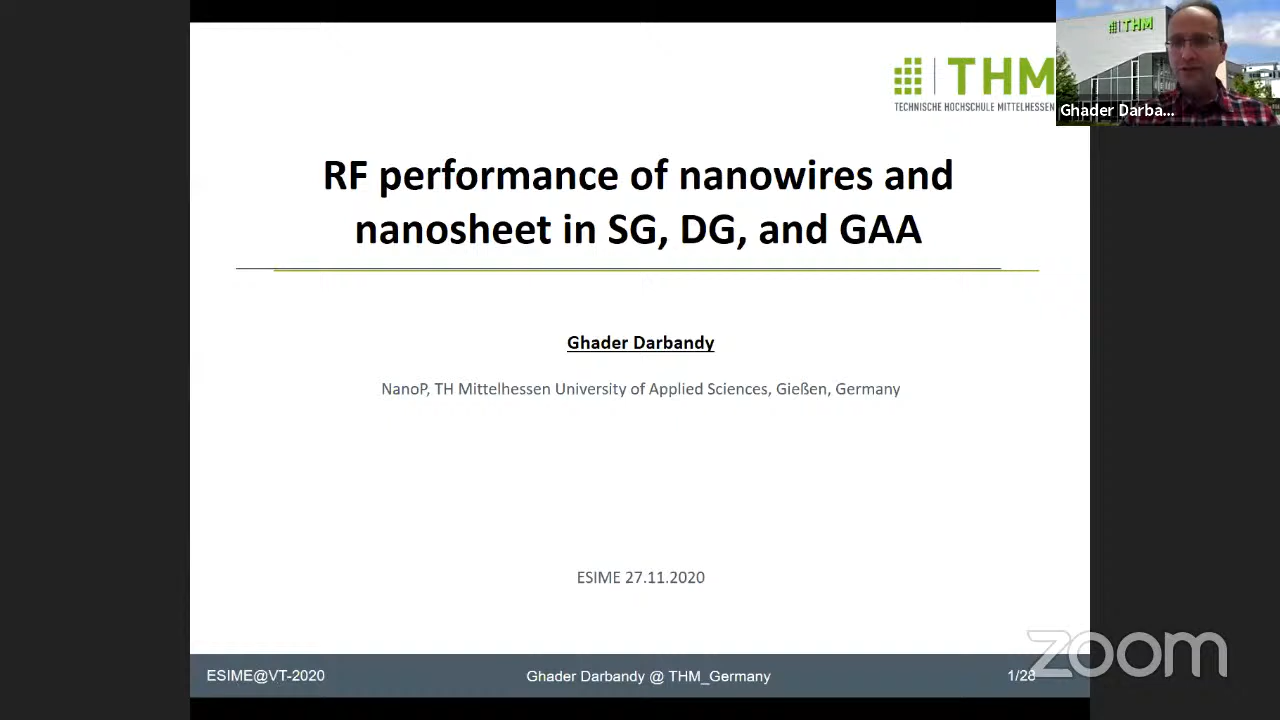 THM
TECHNISCHE HOCHSCHULE MITTELHESSEN
THM
Ghader Darba...
RF performance of nanowires and
nanosheet in SG, DG, and GAA
Ghader Darbandy
NanoP, TH Mittelhessen University of Applied Sciences, Gießen, Germany
ESIME 27.11.2020
ESIME@VT-2020
Ghader Darbandy @ THM_Germany
1/28
zoom